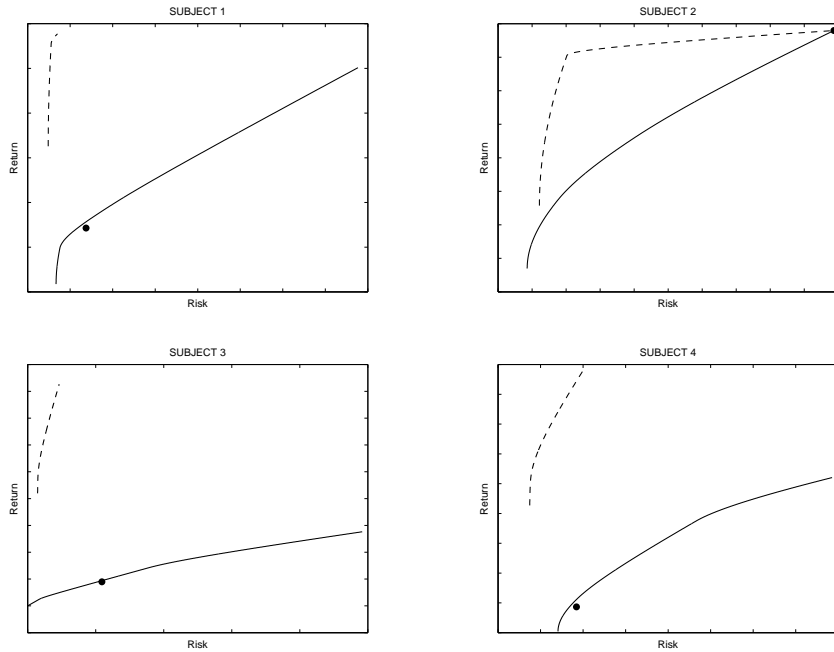 SUBJECT 1
Return
Risk
SUBJECT 2
Return
Risk
SUBJECT 3
Return
Risk
SUBJECT 4
Return
Risk